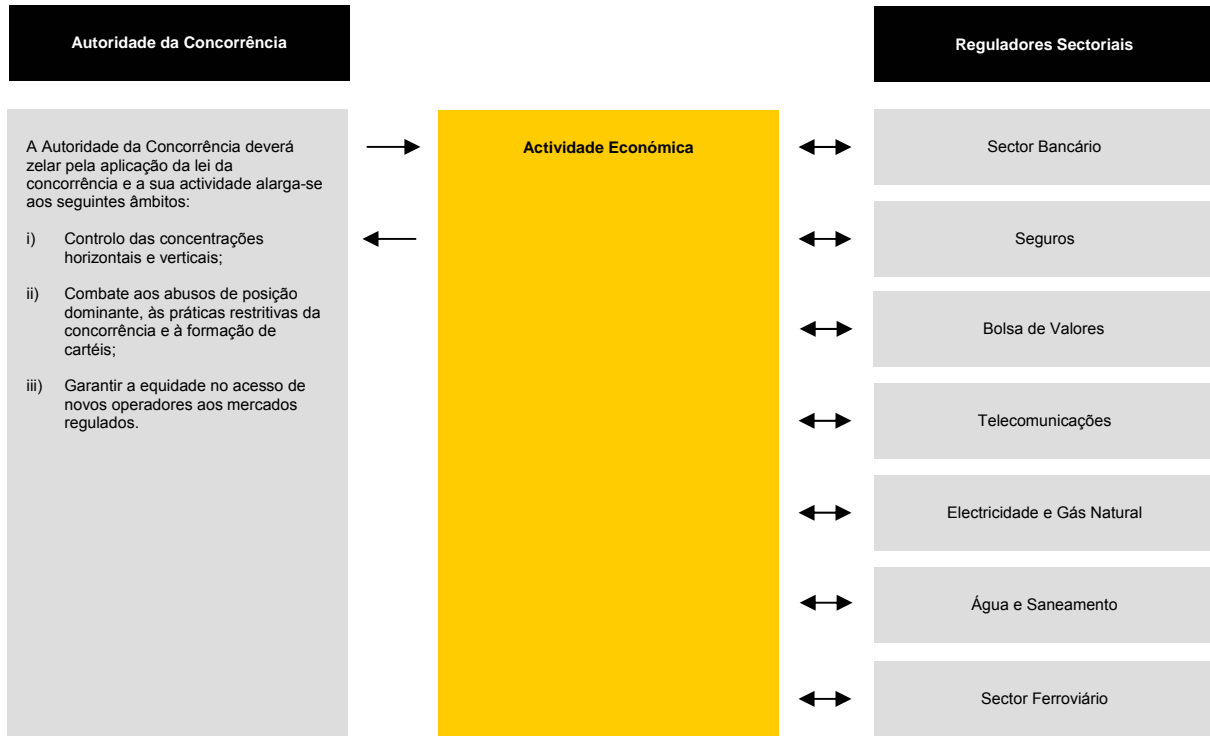 Autoridade da Concorrência
Reguladores Sectoriais
A Autoridade da Concorrência deverá
zelar pela aplicação da lei da
concorrência e a sua actividade alarga-se
aos seguintes âmbitos:
i) Controlo das concentrações
horizontais e verticais;
ii) Combate aos abusos de posição
dominante, às práticas restritivas da
concorrência e à formação de
cartéis;
iii) Garantir a equidade no acesso de
novos operadores aos mercados
regulados.
Actividade Económica
Sector Bancário
Seguros
Bolsa de Valores
Telecomunicações
Electricidade e Gás Natural
Água e Saneamento
Sector Ferroviário